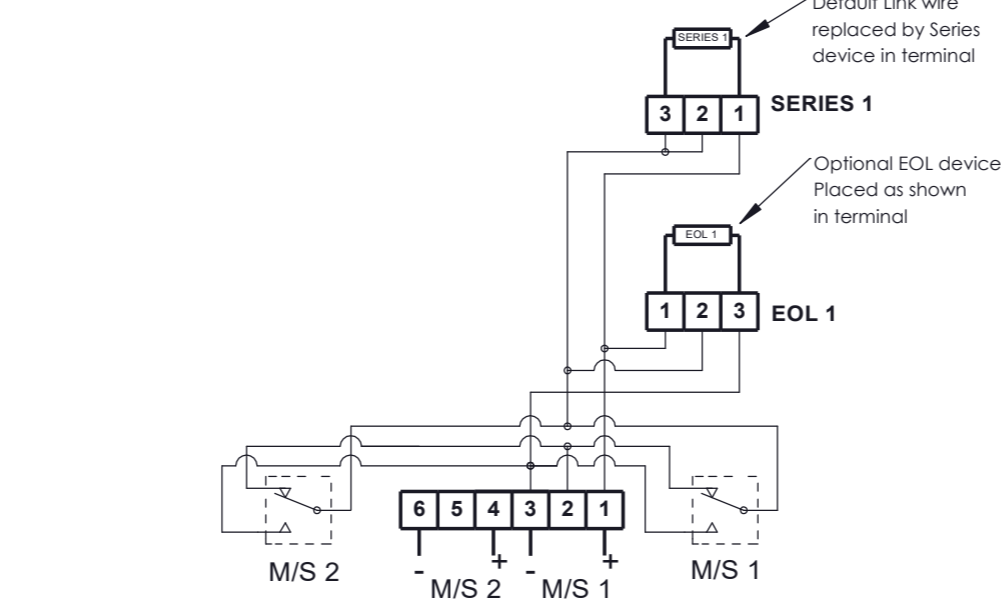 Default Link wire
replaced by Series
device in terminal
SERIES 1
3 2 1
SERIES 1
Optional EOL device
Placed as shown
in terminal
EOL 1
1 2 3
EOL 1
6 5 4 3 2 1
- + - +
M/S 2 M/S 1
M/S 2
M/S 1